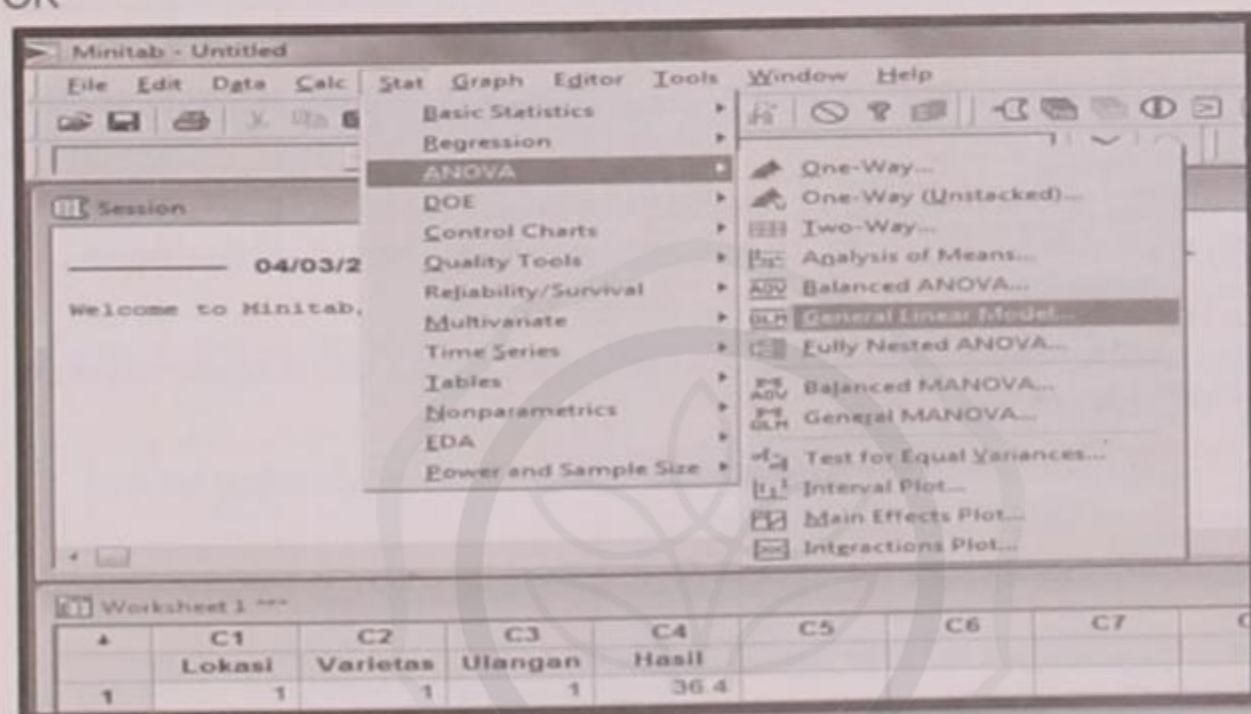 OK
Minitab - Untitled
File Edit Data Calc Stat Graph Editor Tools Window Help
Basic Statistics
Regression
ANOVA
DOE
Control Charts
Quality Tools
Reliability/Survival
Multivariate
Time Series
Tables
Nonparametrics
EDA
Power and Sample Size
One-Way...
One-Way (Unstacked)...
Two-Way...
Analysis of Means...
Balanced ANOVA...
General Linear Model...
Fully Nested ANOVA...
Balanced MANOVA...
General MANOVA...
Test for Equal Variances...
Interval Plot...
Main Effects Plot...
Interactions Plot...
Session
04/03/2
Welcome to Minitab,
Worksheet 1 ***
C1 C2 C3 C4 C5 C6 C7
Lokasi Varietas Ulangan Hasil
1 1 1 1 36.4